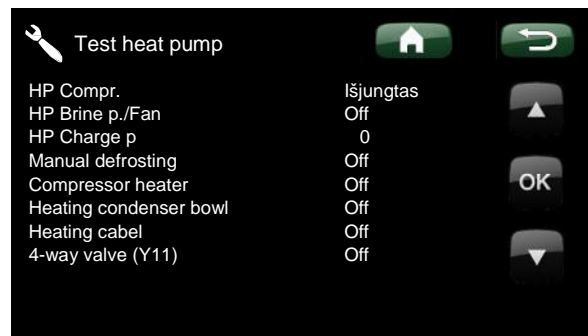 Test heat pump
HP Compr. Išjungtas
HP Brine p./Fan Off
HP Charge p 0
Manual defrosting Off
Compressor heater Off
Heating condenser bowl Off
Heating cabel Off
4-way valve (Y11) Off
OK